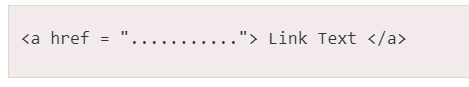 <a href = "..........."> Link Text </a>